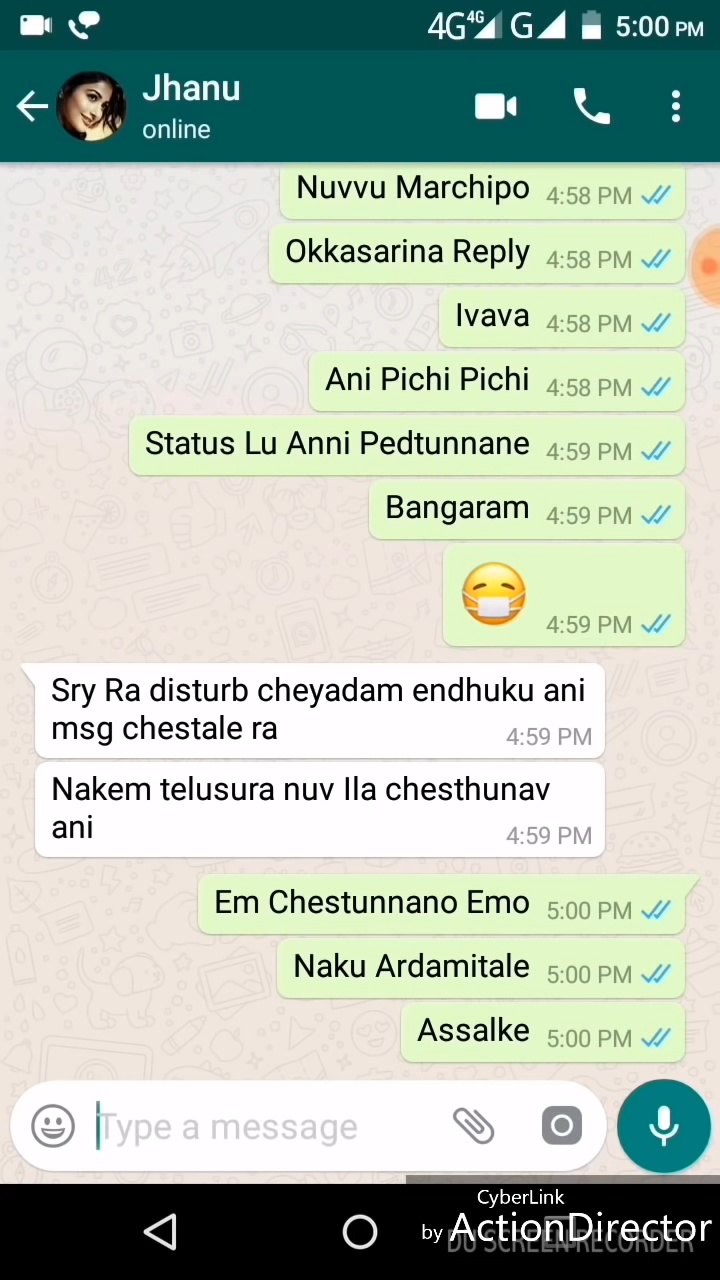 4G 4G G 5:00 PM
Jhanu
online
Nuvvu Marchipo 4:58 PM
Okkasarina Reply 4:58 PM
Ivava 4:58 PM
Ani Pichi Pichi 4:58 PM
Status Lu Anni Pedtunnane 4:59 PM
Bangaram 4:59 PM
4:59 PM
Sry Ra disturb cheyadam endhuku ani
msg chestale ra 4:59 PM
Nakem telusura nuv Ila chesthunav
ani 4:59 PM
Em Chestunnano Emo 5:00 PM
Naku Ardamitale 5:00 PM
Assalke 5:00 PM
Type a message
CyberLink
by ActionDirector
DU SCREEN RECORDER